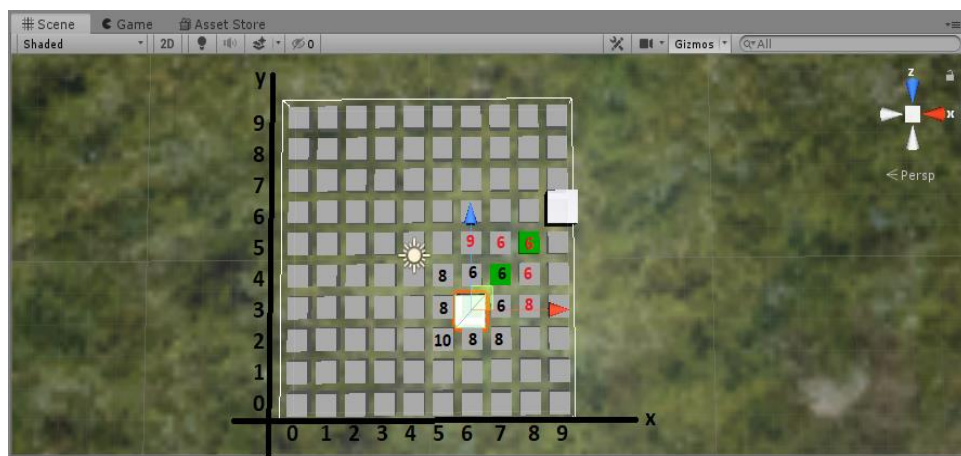 Scene Game Asset Store
Shaded 2D 0 Gizmos All
y
z
9
x
8
Persp
7
6
5 9 6 6
4 8 6 6 6
3 8 6 8
2 10 8 8
1
0
x
0 1 2 3 4 5 6 7 8 9